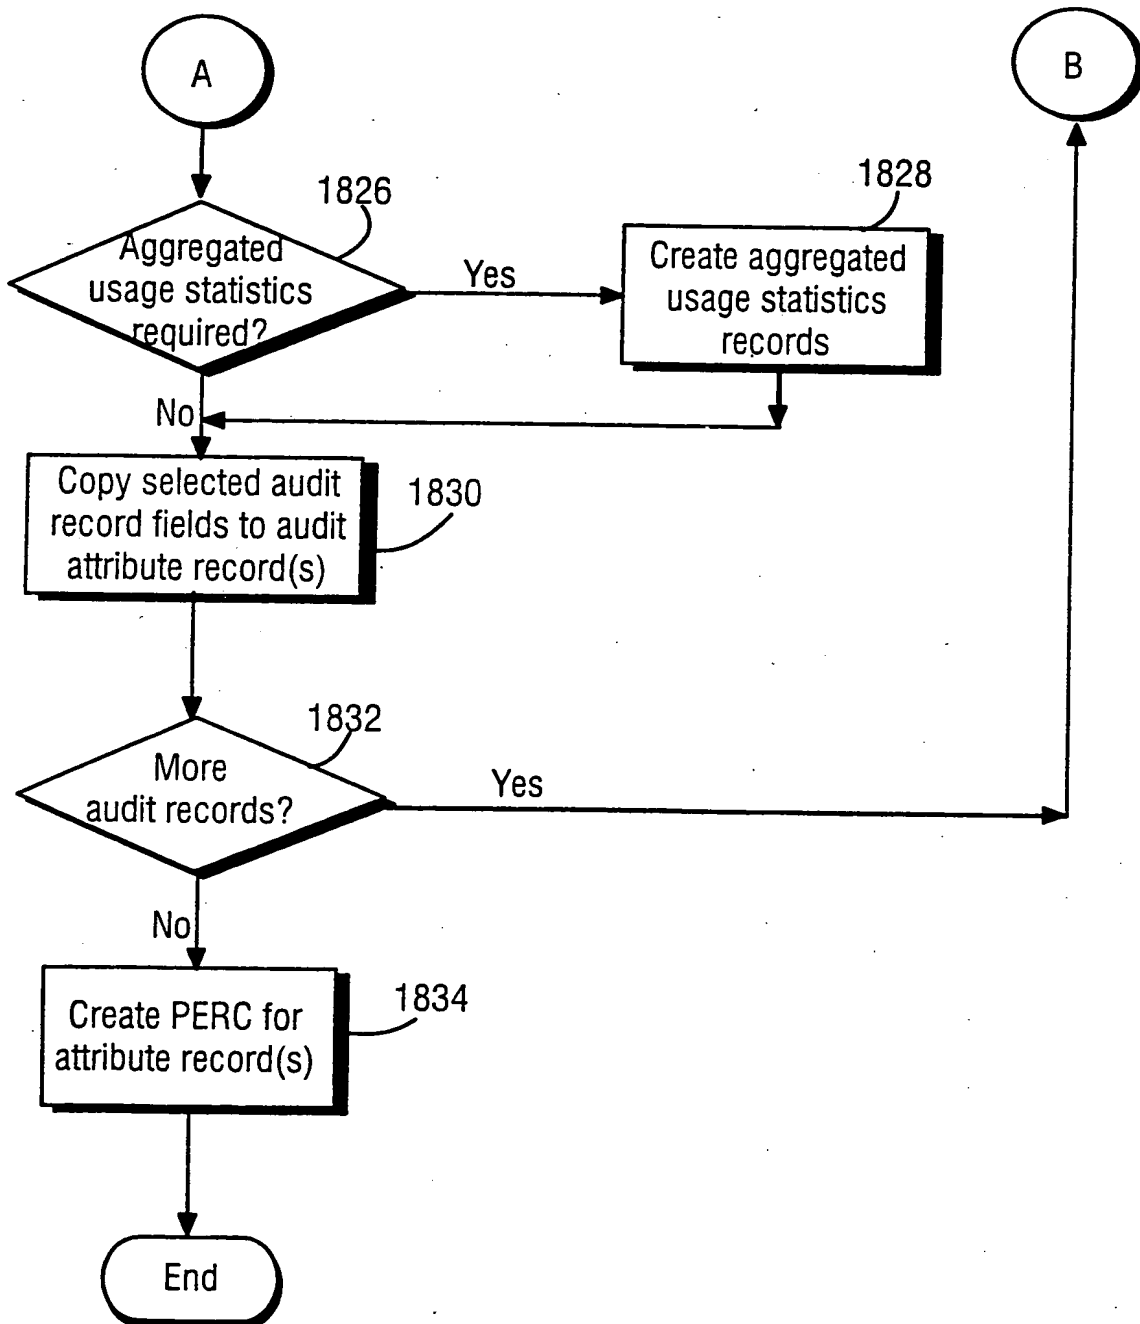 A
B
1826
1828
Aggregated
usage statistics
required?
Yes
Create aggregated
usage statistics
records
No
Copy selected audit
record fields to audit
attribute record(s)
1830
1832
More
audit records?
Yes
No
Create PERC for
attribute record(s)
1834
End